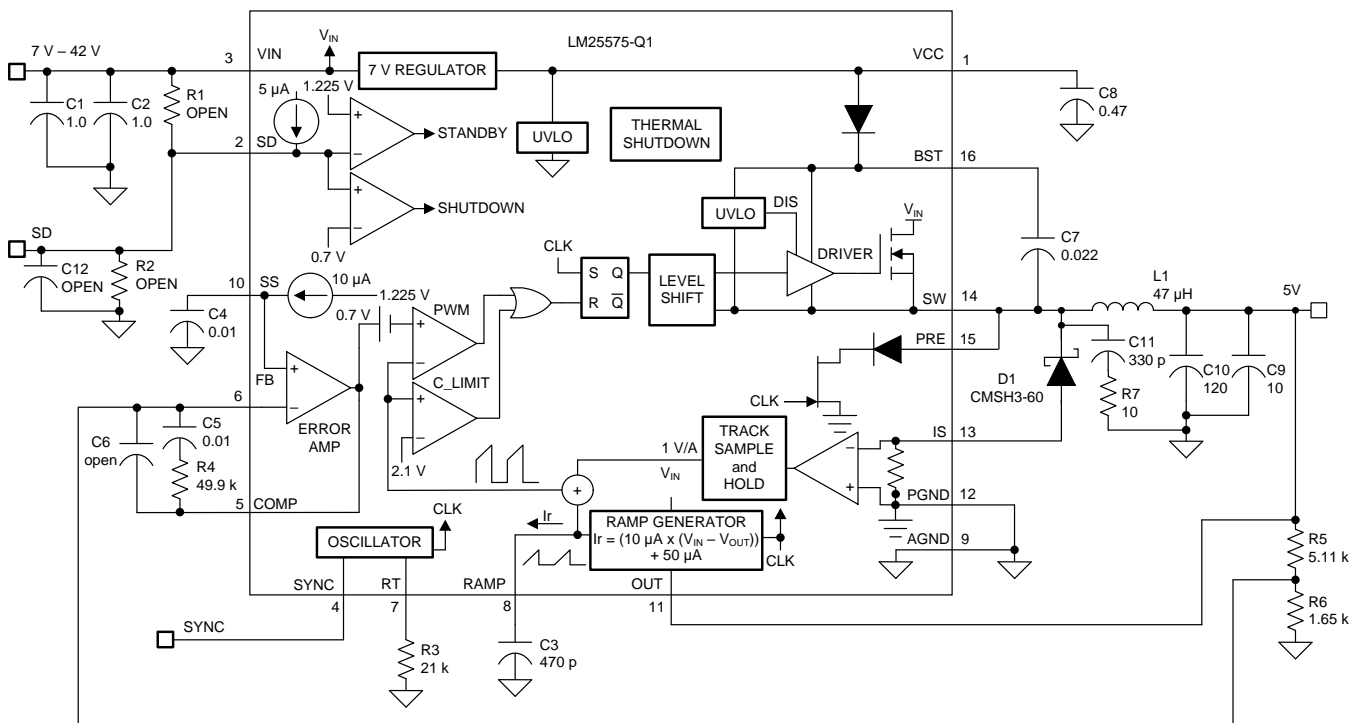 7 V – 42 V
3
VIN
V_IN
LM25575-Q1
VCC
1
7 V REGULATOR
C1
1.0
C2
1.0
R1
OPEN
5 µA
1.225 V
+
–
STANDBY
UVLO
THERMAL
SHUTDOWN
C8
0.47
2
SD
+
–
SHUTDOWN
0.7 V
BST
16
UVLO
DIS
DRIVER
V_IN
C7
0.022
SD
C12
OPEN
R2
OPEN
CLK
S Q
R Q̅
LEVEL
SHIFT
SW
14
L1
47 µH
5V
10
SS
10 µA
1.225 V
0.7 V
PWM
+
–
C4
0.01
PRE
15
CLK
C11
330 p
R7
10
D1
CMSH3-60
C10
120
C9
10
FB
+
–
6
ERROR
AMP
C_LIMIT
+
–
2.1 V
C5
0.01
C6
open
R4
49.9 k
5
COMP
1 V/A
TRACK
SAMPLE
and
HOLD
–
+
IS
13
PGND
12
AGND
9
V_IN
+
Ir
RAMP GENERATOR
Ir = (10 µA x (V_IN – V_OUT))
+ 50 µA
CLK
CLK
OSCILLATOR
SYNC
4
RT
7
RAMP
8
OUT
11
R5
5.11 k
R6
1.65 k
SYNC
R3
21 k
C3
470 p